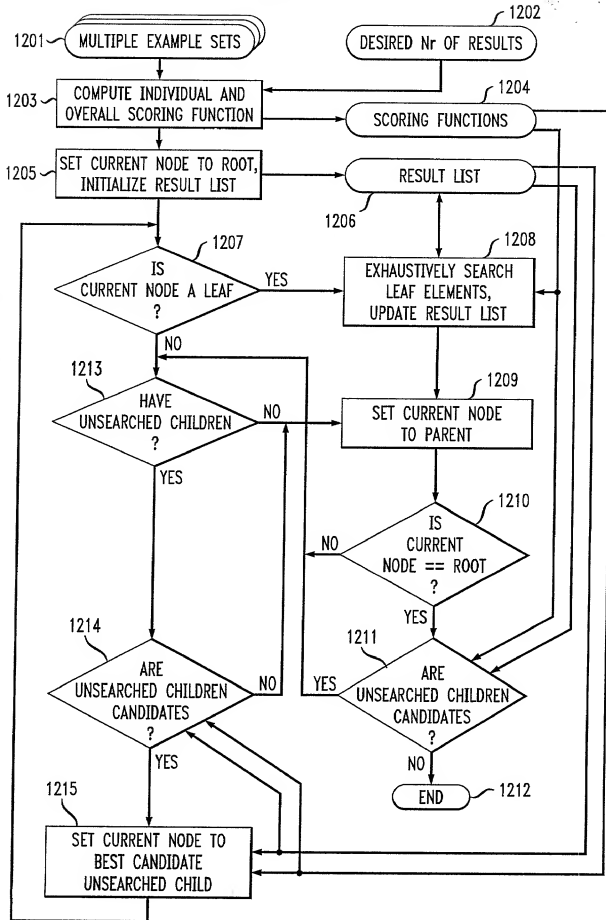 1201
MULTIPLE EXAMPLE SETS
1202
DESIRED Nr OF RESULTS
1203
COMPUTE INDIVIDUAL AND
OVERALL SCORING FUNCTION
1204
SCORING FUNCTIONS
1205
SET CURRENT NODE TO ROOT,
INITIALIZE RESULT LIST
RESULT LIST
1206
1207
IS
CURRENT NODE A LEAF
?
YES
NO
1208
EXHAUSTIVELY SEARCH
LEAF ELEMENTS,
UPDATE RESULT LIST
1213
HAVE
UNSEARCHED CHILDREN
?
NO
YES
1209
SET CURRENT NODE
TO PARENT
1210
IS
CURRENT
NODE == ROOT
?
NO
YES
1214
ARE
UNSEARCHED CHILDREN
CANDIDATES
?
NO
YES
1211
ARE
UNSEARCHED CHILDREN
CANDIDATES
?
YES
NO
END
1212
1215
SET CURRENT NODE TO
BEST CANDIDATE
UNSEARCHED CHILD